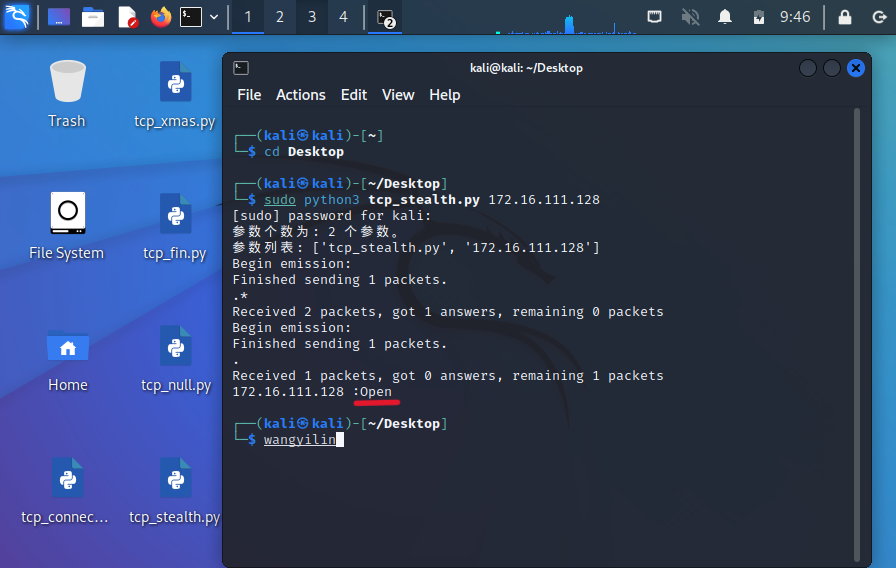 1 2 3 4 2 9:46
kali@kali: ~/Desktop
File Actions Edit View Help
Trash
tcp_xmas.py
File System
tcp_fin.py
Home
tcp_null.py
tcp_connec...
tcp_stealth.py
┌──(kali㉿kali)-[~]
└─$ cd Desktop
┌──(kali㉿kali)-[~/Desktop]
└─$ sudo python3 tcp_stealth.py 172.16.111.128
[sudo] password for kali:
参数个数为: 2 个参数。
参数列表: ['tcp_stealth.py', '172.16.111.128']
Begin emission:
Finished sending 1 packets.
.*
Received 2 packets, got 1 answers, remaining 0 packets
Begin emission:
Finished sending 1 packets.
.
Received 1 packets, got 0 answers, remaining 1 packets
172.16.111.128 :Open
┌──(kali㉿kali)-[~/Desktop]
└─$ wangyilin